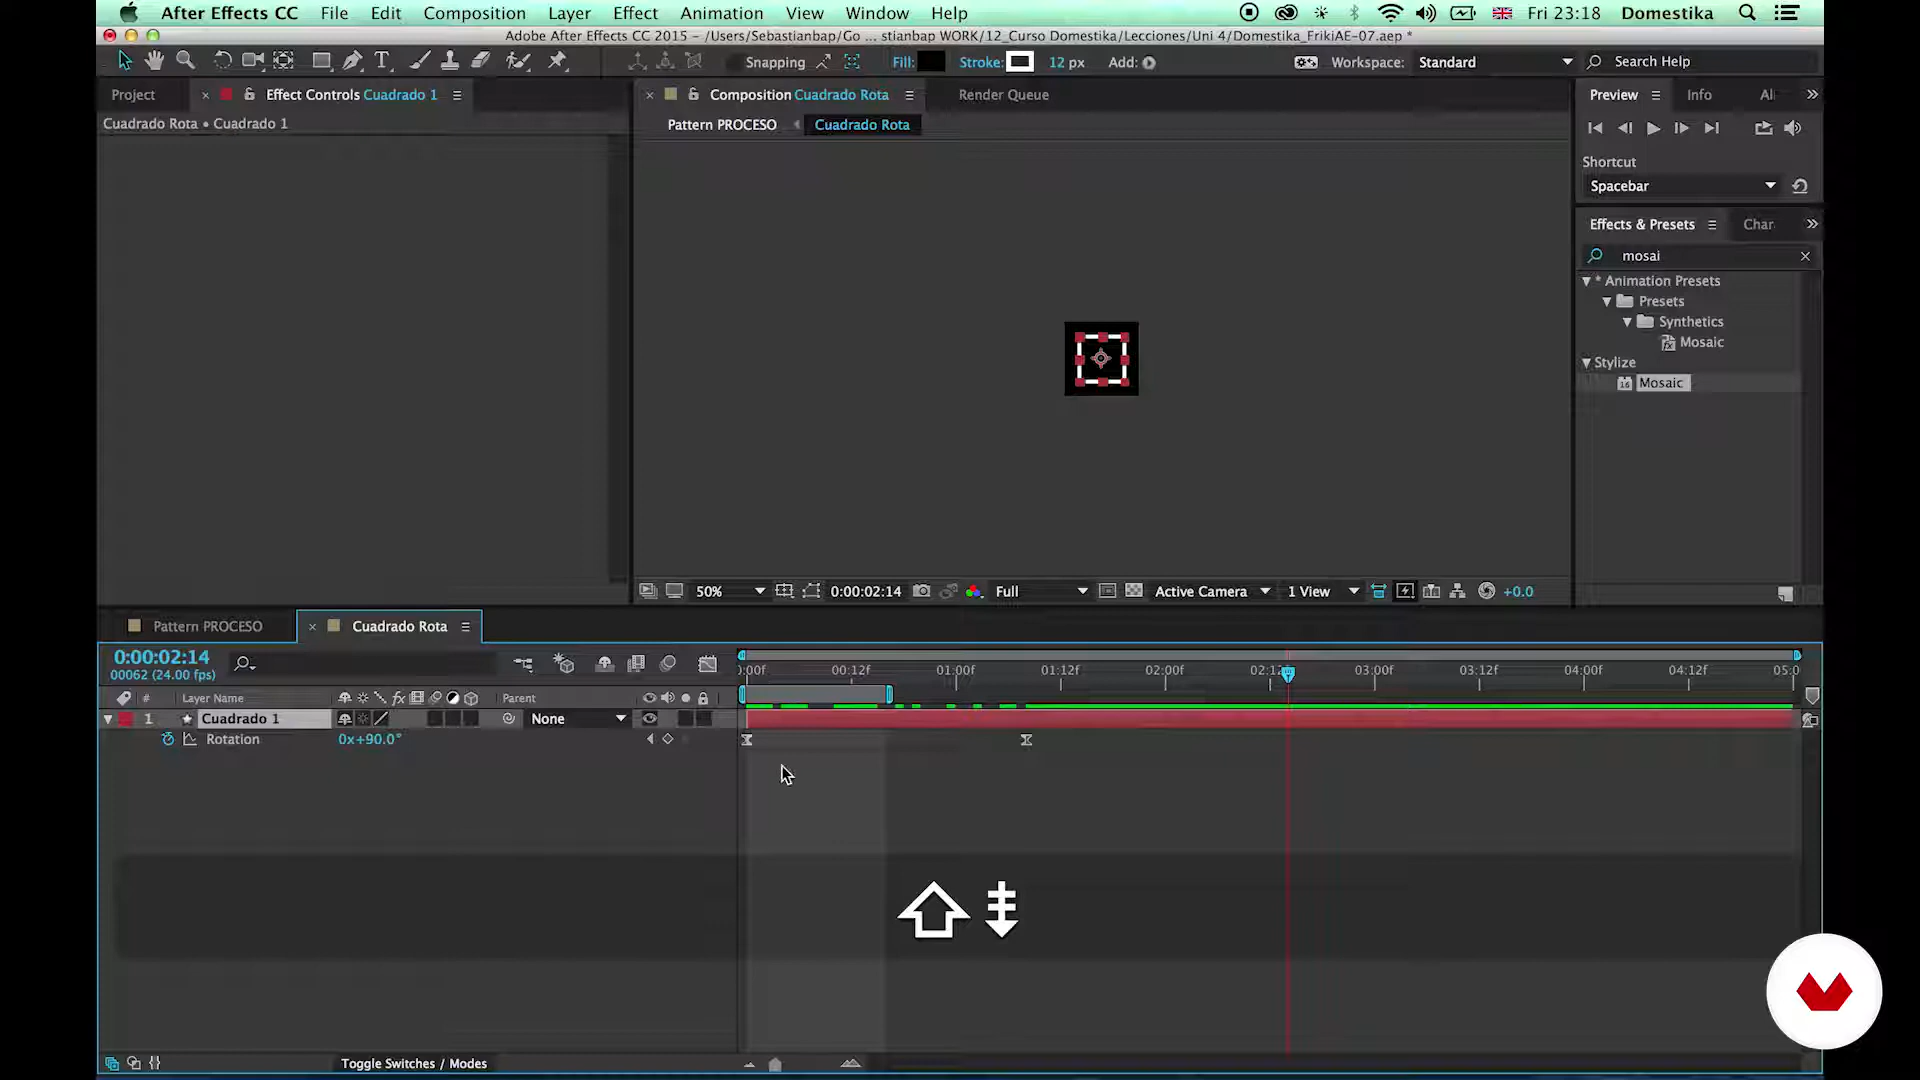 After Effects CC File Edit Composition Layer Effect Animation View Window Help Fri 23:18 Domestika
Adobe After Effects CC 2015 – /Users/Sebastianbap/Go ... stianbap WORK/12_Curso Domestika/Lecciones/Uni 4/Domestika_FrikiAE-07.aep *
T Snapping Fill: Stroke: 12 px Add: Workspace: Standard Search Help
Project × Effect Controls Cuadrado 1 × Composition Cuadrado Rota Render Queue Preview Info Al
Cuadrado Rota • Cuadrado 1
Pattern PROCESO Cuadrado Rota
Shortcut
Spacebar
Effects & Presets Char
mosai ×
* Animation Presets
Presets
Synthetics
Mosaic
Stylize
16 Mosaic
50% 0:00:02:14 Full Active Camera 1 View +0.0
Pattern PROCESO × Cuadrado Rota
0:00:02:14
00062 (24.00 fps)
):00f 00:12f 01:00f 01:12f 02:00f 02:12 03:00f 03:12f 04:00f 04:12f 05:0
# Layer Name fx Parent
1 Cuadrado 1 None
Rotation 0x+90.0°
Toggle Switches / Modes